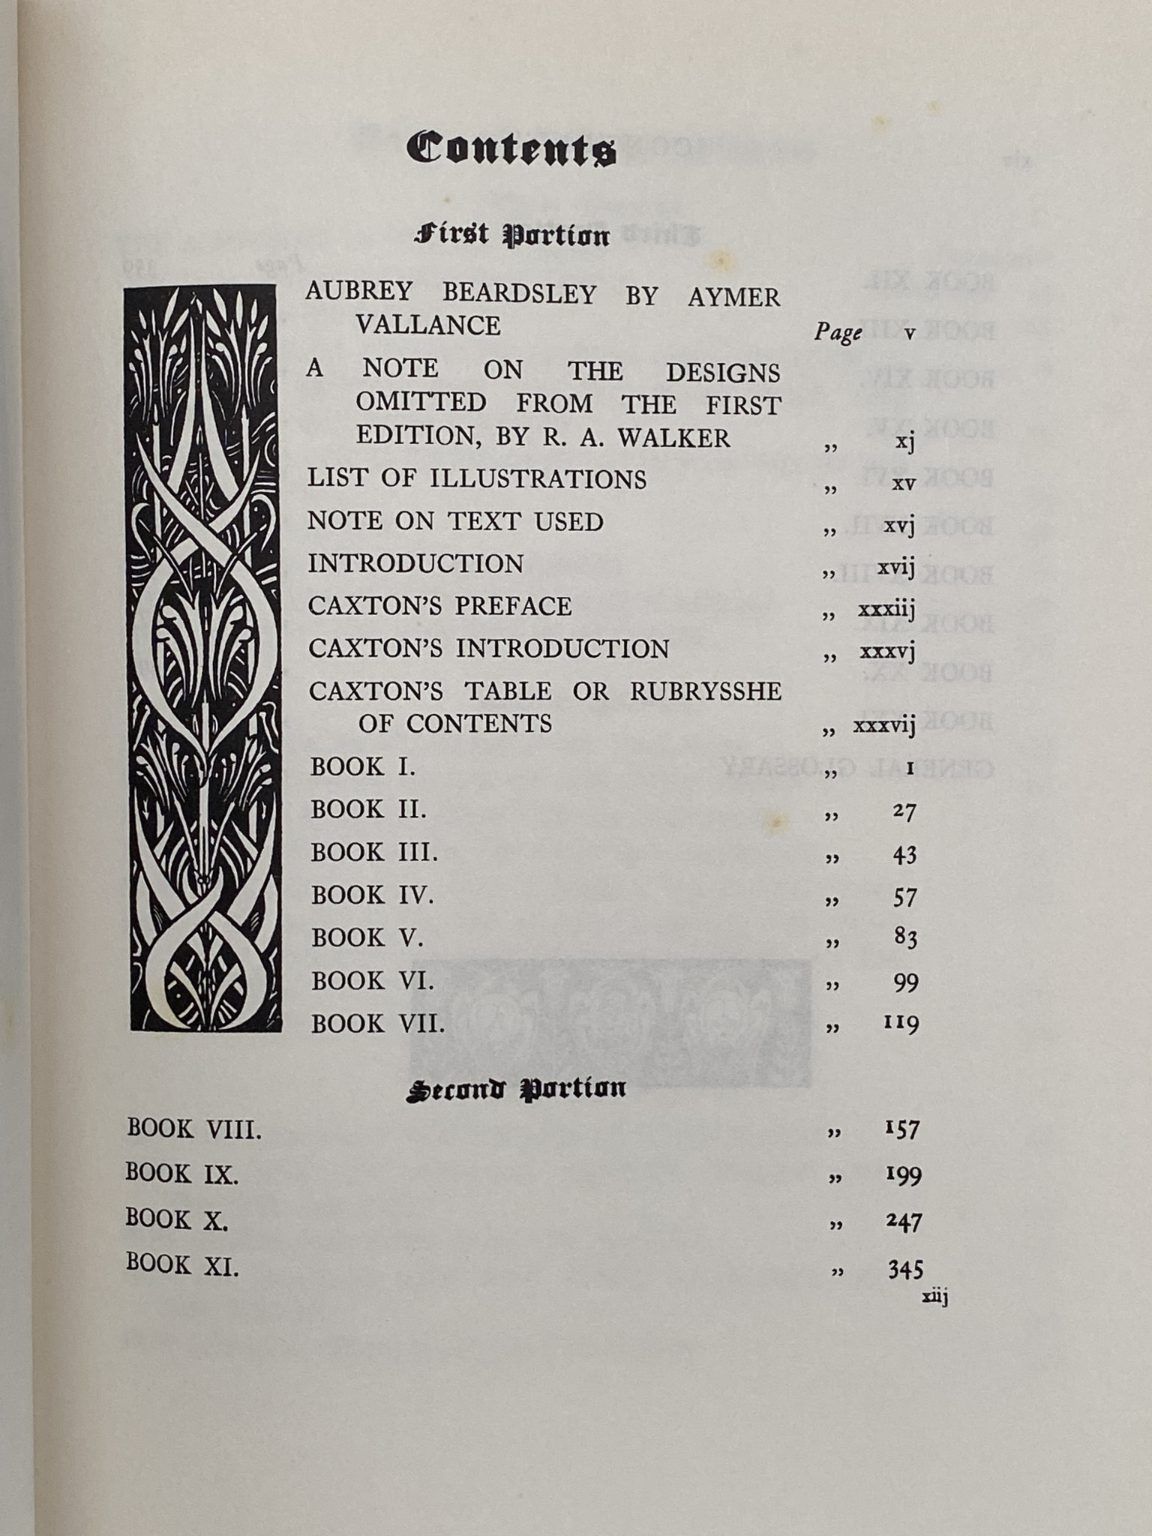 Contents
First Portion
AUBREY BEARDSLEY BY AYMER
VALLANCE Page v
A NOTE ON THE DESIGNS
OMITTED FROM THE FIRST
EDITION, BY R. A. WALKER ,, xj
LIST OF ILLUSTRATIONS ,, xv
NOTE ON TEXT USED ,, xvj
INTRODUCTION ,, xvij
CAXTON’S PREFACE ,, xxxiij
CAXTON’S INTRODUCTION ,, xxxvj
CAXTON’S TABLE OR RUBRYSSHE
OF CONTENTS ,, xxxvij
BOOK I. ,, 1
BOOK II. ,, 27
BOOK III. ,, 43
BOOK IV. ,, 57
BOOK V. ,, 83
BOOK VI. ,, 99
BOOK VII. ,, 119
Second Portion
BOOK VIII. ,, 157
BOOK IX. ,, 199
BOOK X. ,, 247
BOOK XI. ,, 345
xiij